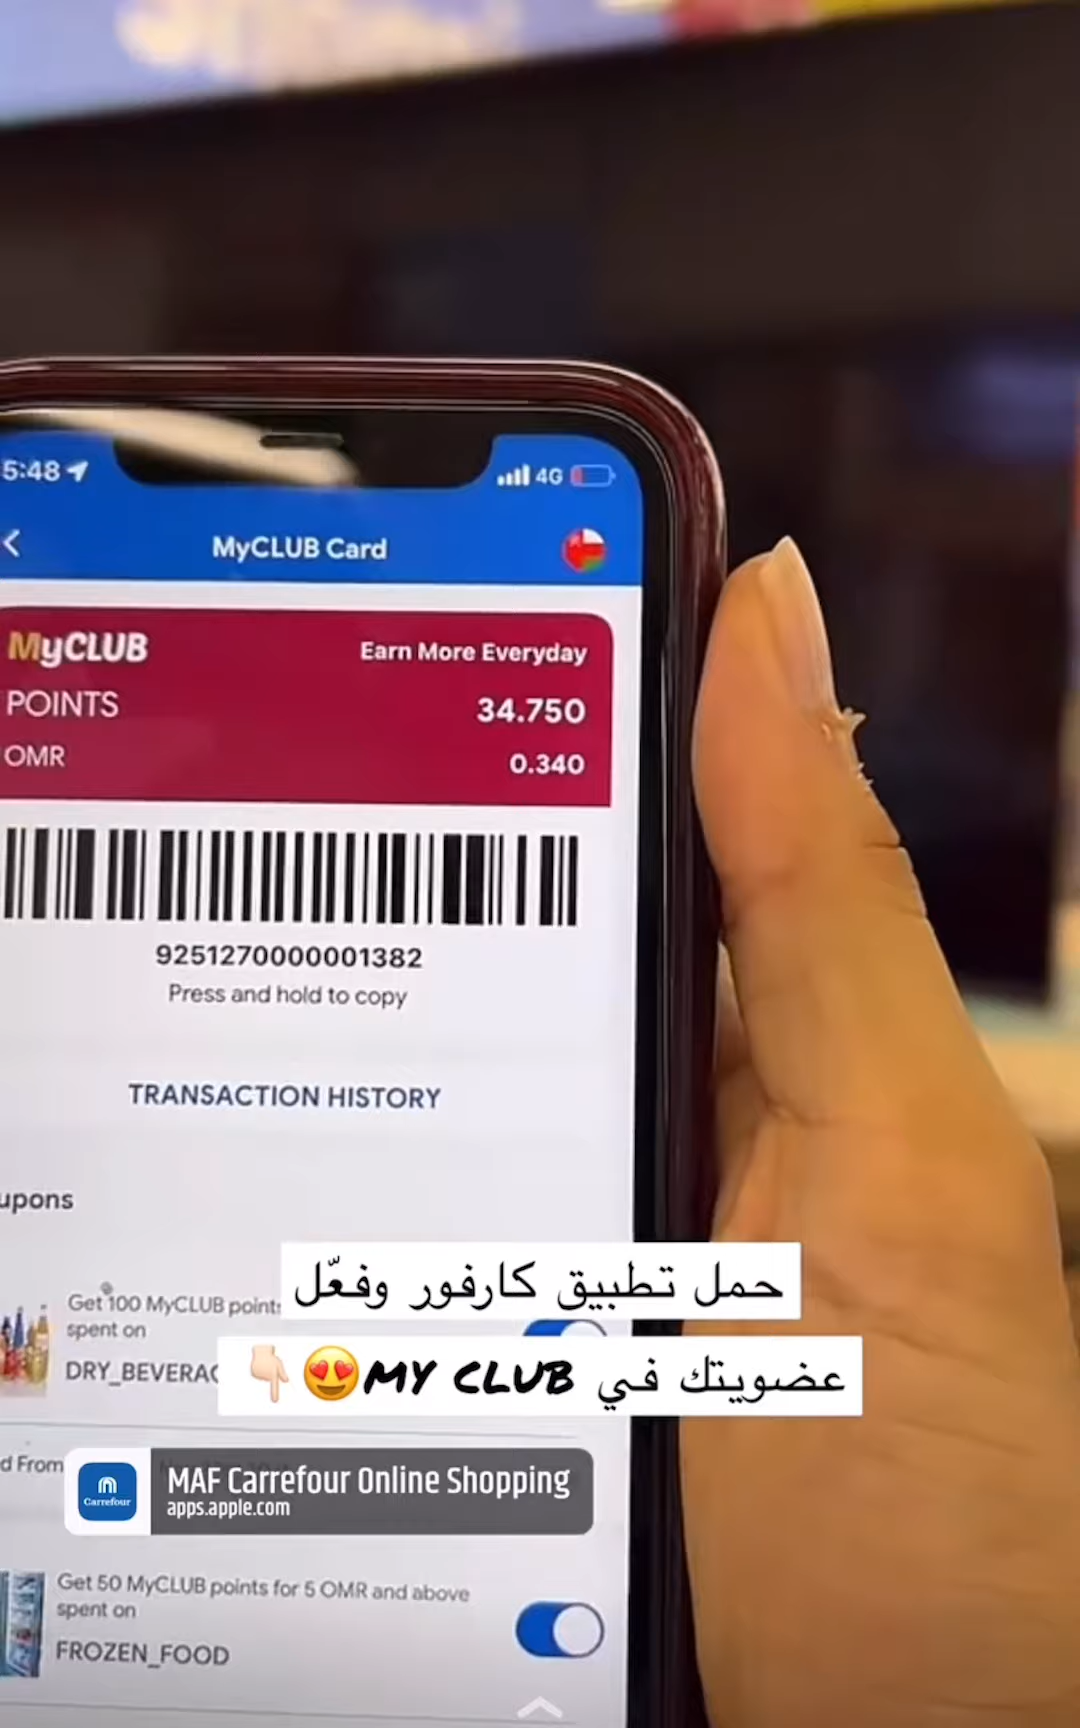 5:48
4G
MyCLUB Card
MyCLUB
Earn More Everyday
POINTS
34.750
OMR
0.340
9251270000001382
Press and hold to copy
TRANSACTION HISTORY
upons
حمل تطبيق كارفور وفعّل
Get 100 MyCLUB points
spent on
عضويتك في MY CLUB😍👇🏻
DRY_BEVERAG
d From
Carrefour
MAF Carrefour Online Shopping
apps.apple.com
Get 50 MyCLUB points for 5 OMR and above
spent on
FROZEN_FOOD